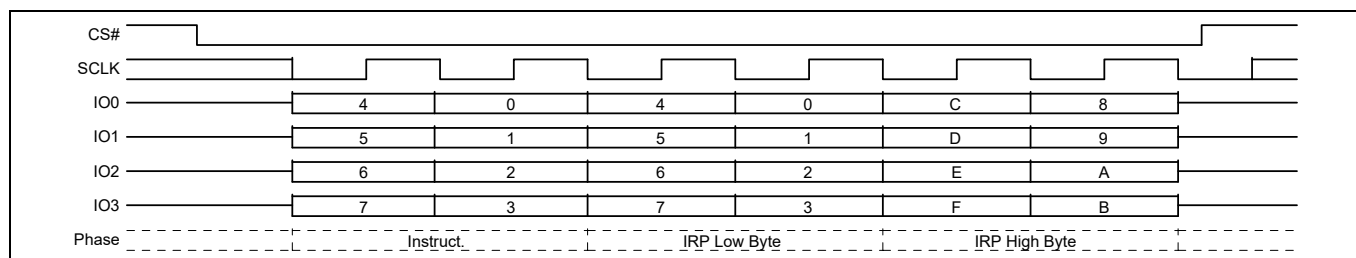 CS#
SCLK
IO0 4 0 4 0 C 8
IO1 5 1 5 1 D 9
IO2 6 2 6 2 E A
IO3 7 3 7 3 F B
Phase Instruct. IRP Low Byte IRP High Byte